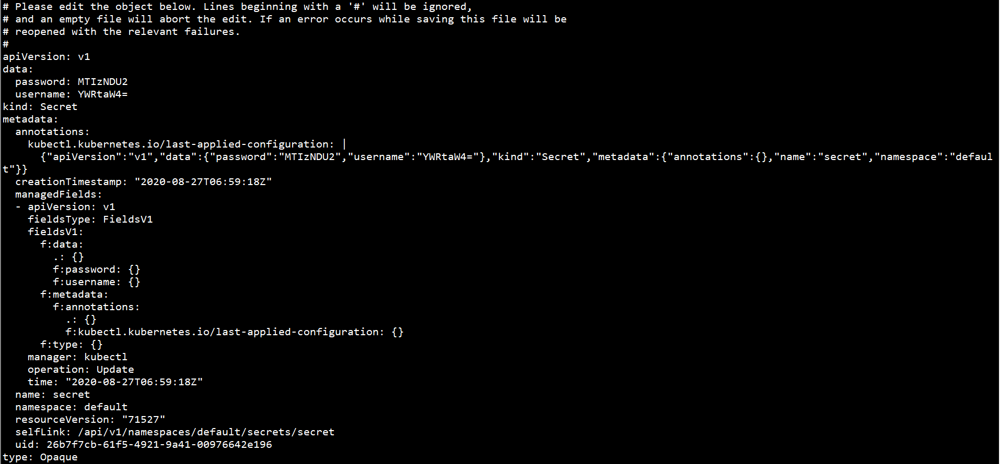 # Please edit the object below. Lines beginning with a '#' will be ignored,
# and an empty file will abort the edit. If an error occurs while saving this file will be
# reopened with the relevant failures.
#
apiVersion: v1
data:
  password: MTIzNDU2
  username: YWRtaW4=
kind: Secret
metadata:
  annotations:
    kubectl.kubernetes.io/last-applied-configuration: |
      {"apiVersion":"v1","data":{"password":"MTIzNDU2","username":"YWRtaW4="},"kind":"Secret","metadata":{"annotations":{},"name":"secret","namespace":"defaul
t"}}
  creationTimestamp: "2020-08-27T06:59:18Z"
  managedFields:
  - apiVersion: v1
    fieldsType: FieldsV1
    fieldsV1:
      f:data:
        .: {}
        f:password: {}
        f:username: {}
      f:metadata:
        f:annotations:
          .: {}
          f:kubectl.kubernetes.io/last-applied-configuration: {}
      f:type: {}
    manager: kubectl
    operation: Update
    time: "2020-08-27T06:59:18Z"
  name: secret
  namespace: default
  resourceVersion: "71527"
  selfLink: /api/v1/namespaces/default/secrets/secret
  uid: 26b7f7cb-61f5-4921-9a41-00976642e196
type: Opaque